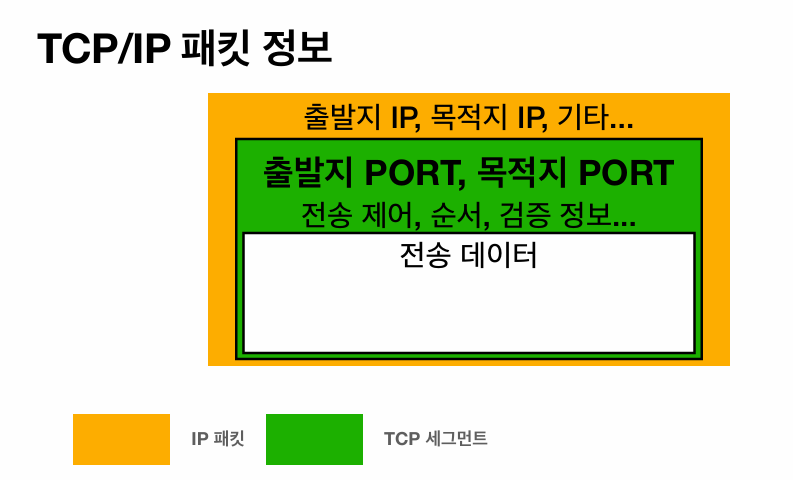 TCP/IP 패킷 정보
출발지 IP, 목적지 IP, 기타...
출발지 PORT, 목적지 PORT
전송 제어, 순서, 검증 정보...
전송 데이터
IP 패킷
TCP 세그먼트